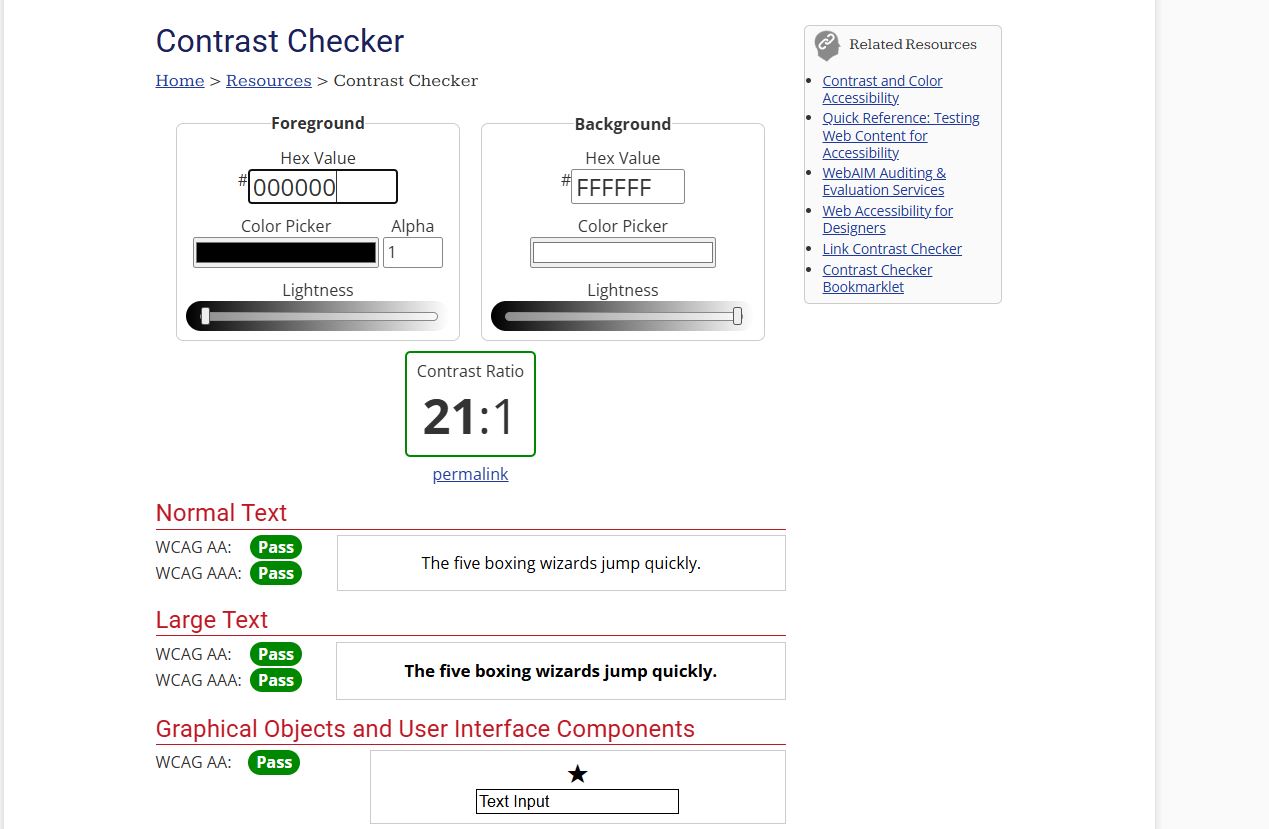 Contrast Checker
Home > Resources > Contrast Checker
Foreground
Hex Value
#000000
Color Picker
Alpha
1
Lightness
Background
Hex Value
#FFFFFF
Color Picker
Lightness
Contrast Ratio
21:1
permalink
Normal Text
WCAG AA: Pass
WCAG AAA: Pass
The five boxing wizards jump quickly.
Large Text
WCAG AA: Pass
WCAG AAA: Pass
The five boxing wizards jump quickly.
Graphical Objects and User Interface Components
WCAG AA: Pass
Text Input
Related Resources
Contrast and Color
Accessibility
Quick Reference: Testing
Web Content for
Accessibility
WebAIM Auditing &
Evaluation Services
Web Accessibility for
Designers
Link Contrast Checker
Contrast Checker
Bookmarklet